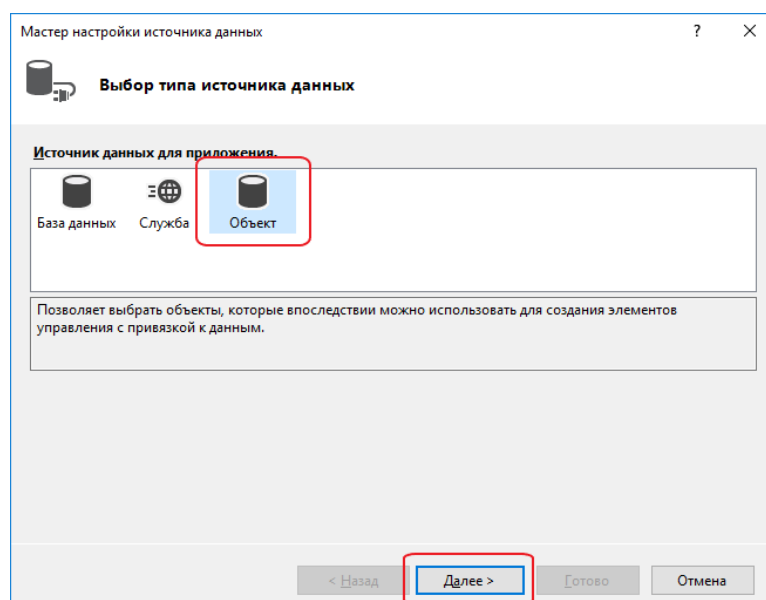 Мастер настройки источника данных
?
Выбор типа источника данных
Источник данных для приложения.
База данных Служба Объект
Позволяет выбрать объекты, которые впоследствии можно использовать для создания элементов
управления с привязкой к данным.
< Назад Далее > Готово Отмена